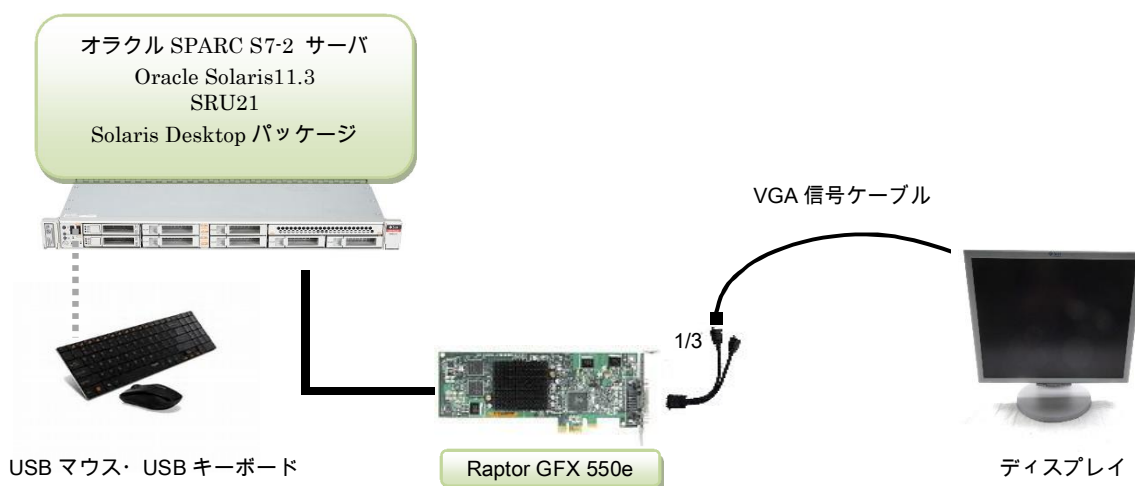 オラクル SPARC S7-2 サーバ
Oracle Solaris11.3
SRU21
Solaris Desktop パッケージ
VGA 信号ケーブル
1/3
USB マウス・ USB キーボード
Raptor GFX 550e
ディスプレイ